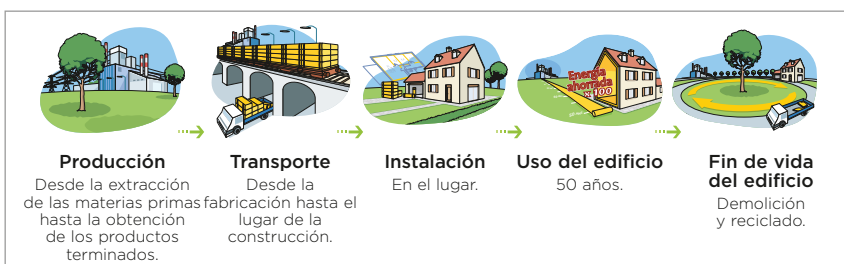 Energía
ahorrada
x 100
Producción
Desde la extracción
de las materias primas
hasta la obtención
de los productos
terminados.
Transporte
Desde la
fabricación hasta el
lugar de la
construcción.
Instalación
En el lugar.
Uso del edificio
50 años.
Fin de vida
del edificio
Demolición
y reciclado.